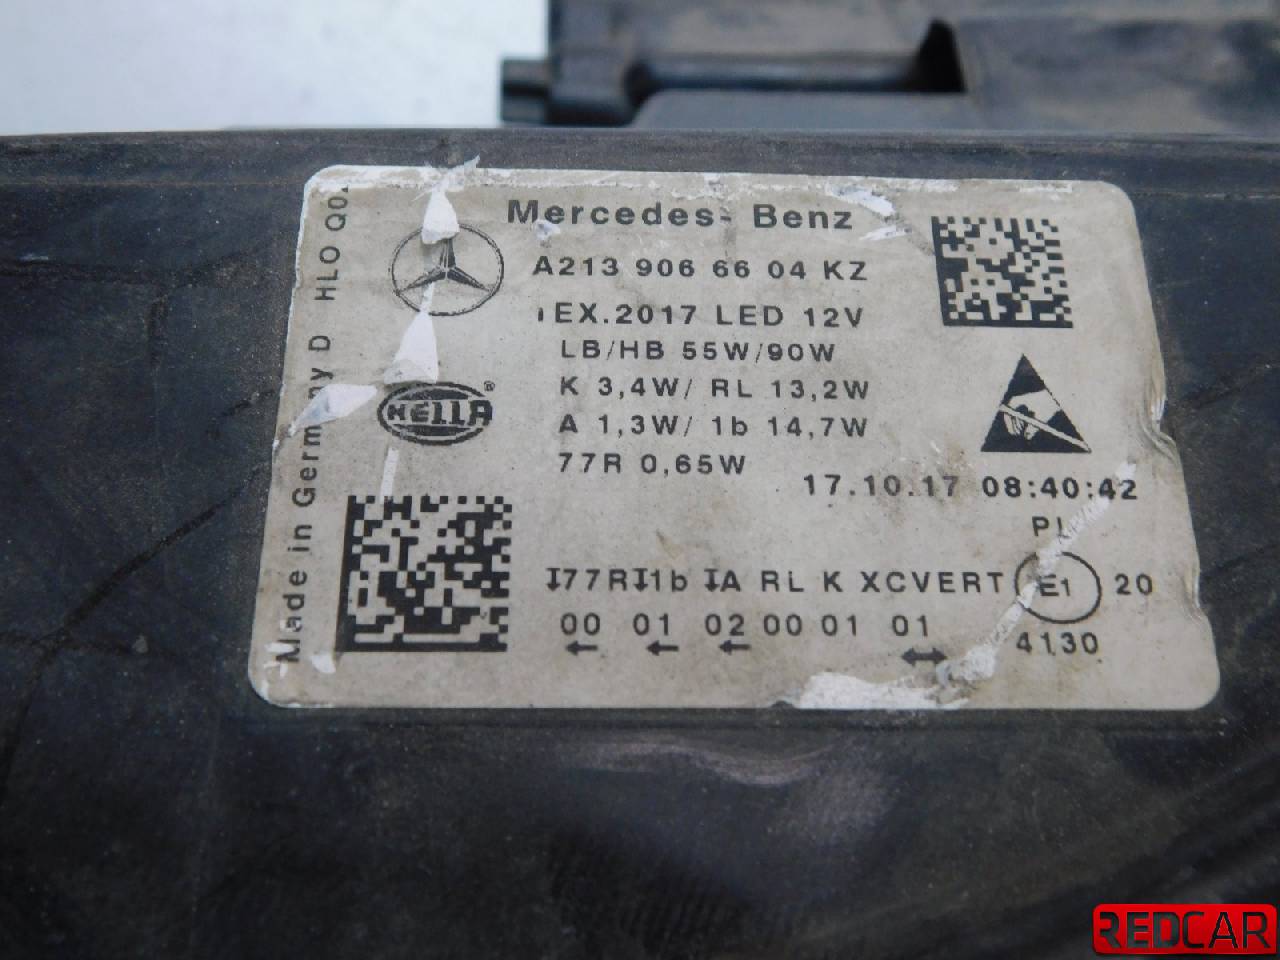 Mercedes-Benz
A213 906 66 04 KZ
EX.2017 LED 12V
LB/HB 55W/90W
K 3,4W/ RL 13,2W
A 1,3W/ 1b 14,7W
77R 0,65W
HELLA ®
17.10.17 08:40:42
PL
77R 1b A RL K XCVERT E1 20
00 01 02 00 01 01
4130
Made in Germany D HLO
REDCAR